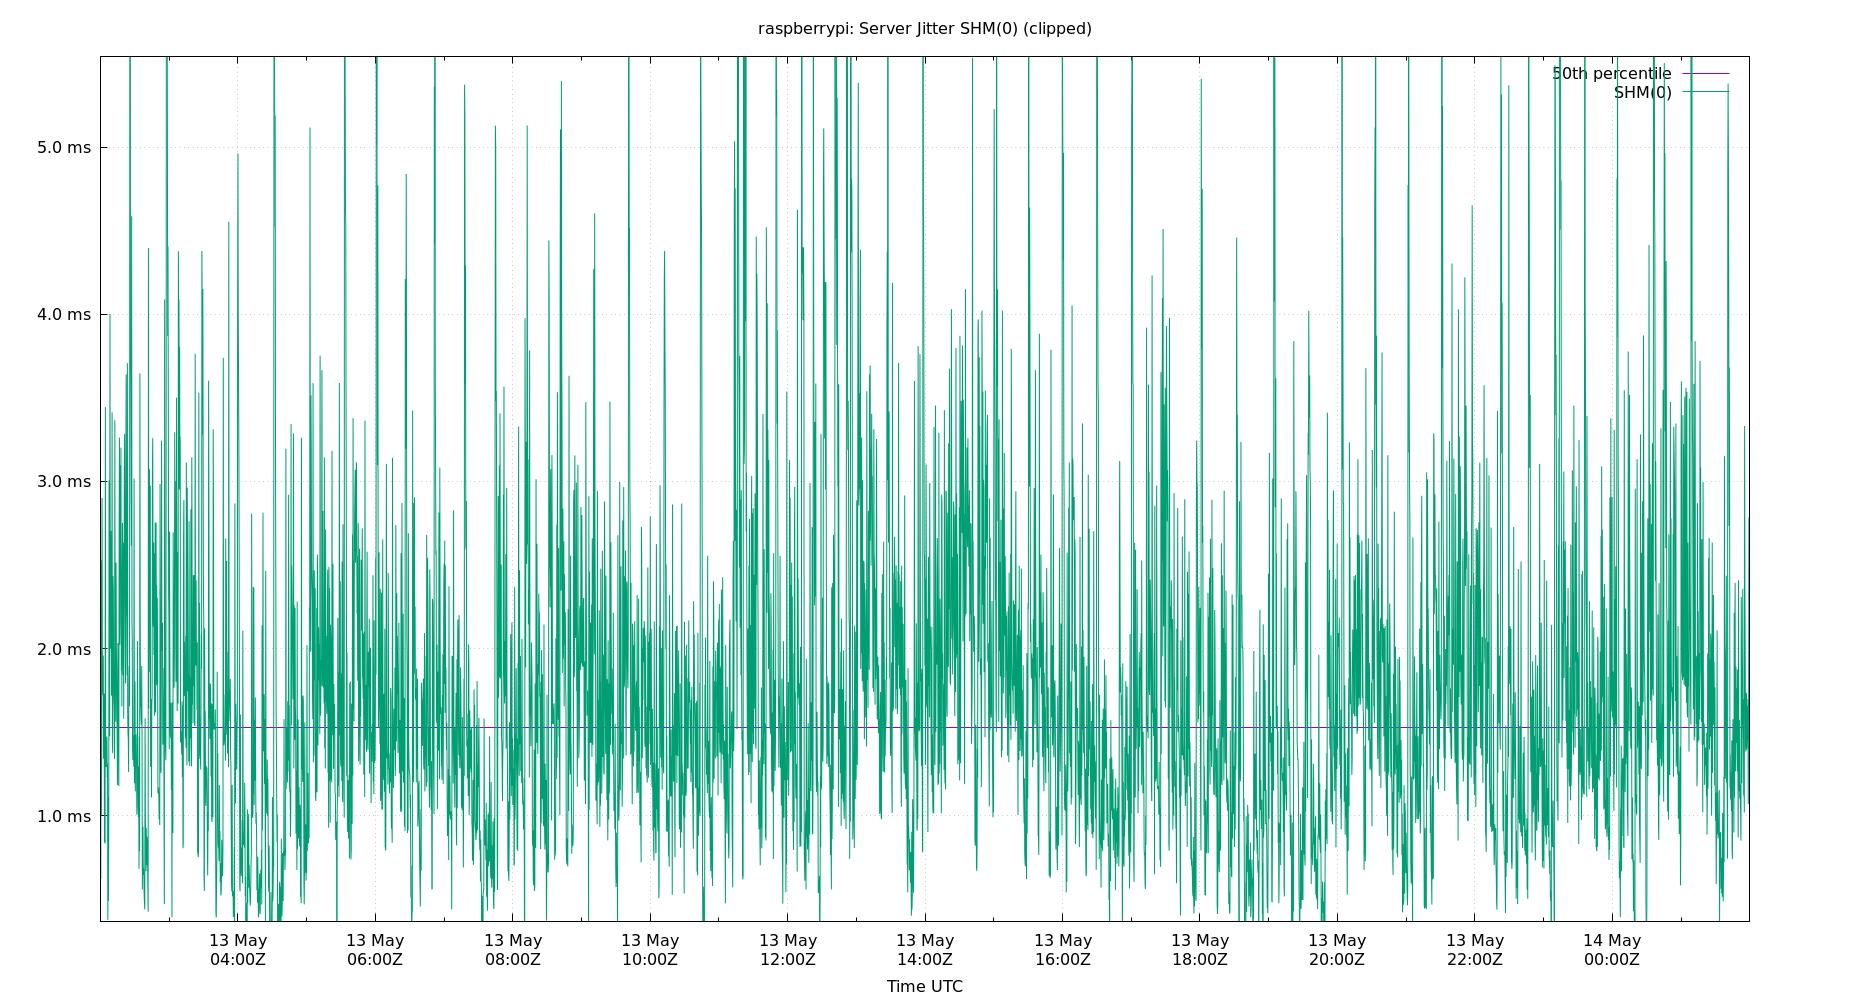 raspberrypi: Server Jitter SHM(0) (clipped)
50th percentile
SHM(0)
5.0 ms
4.0 ms
3.0 ms
2.0 ms
1.0 ms
13 May 13 May 13 May 13 May 13 May 13 May 13 May 13 May 13 May 13 May 14 May
04:00Z 06:00Z 08:00Z 10:00Z 12:00Z 14:00Z 16:00Z 18:00Z 20:00Z 22:00Z 00:00Z
Time UTC